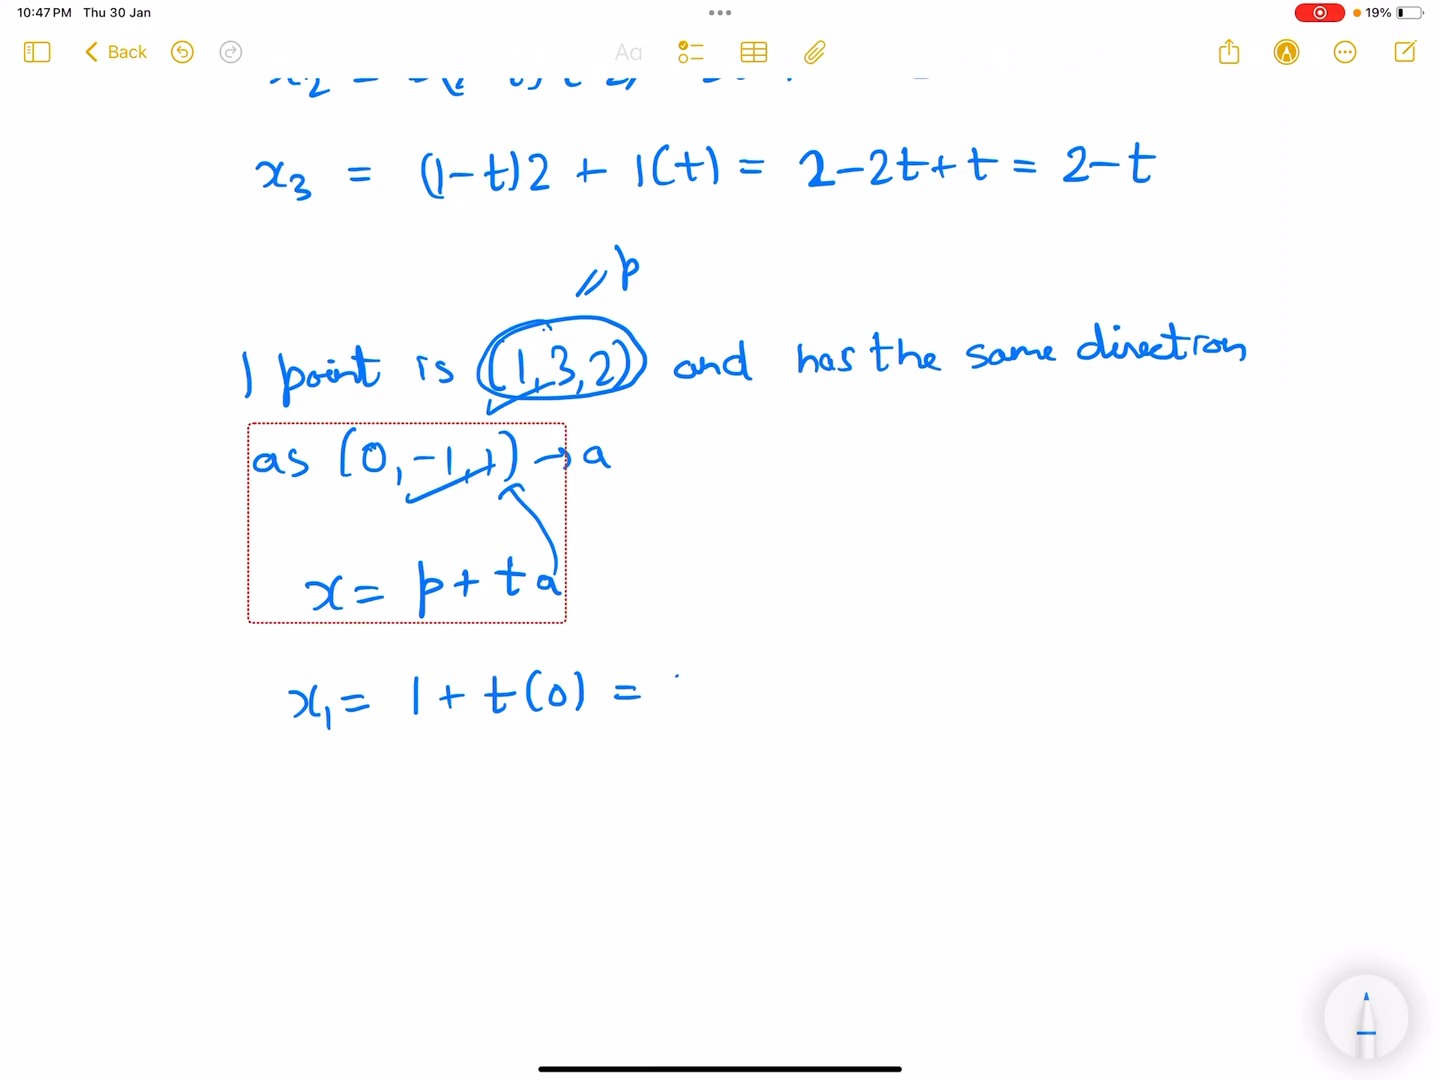 10:47 PM Thu 30 Jan
19%
Back
Aa
x₃ = (1-t)2 + 1(t) = 2-2t+t = 2-t
p
1 point is (1,3,2) and has the same direction
as (0,-1,1) → a
x = p + ta
x₁ = 1 + t(0) =